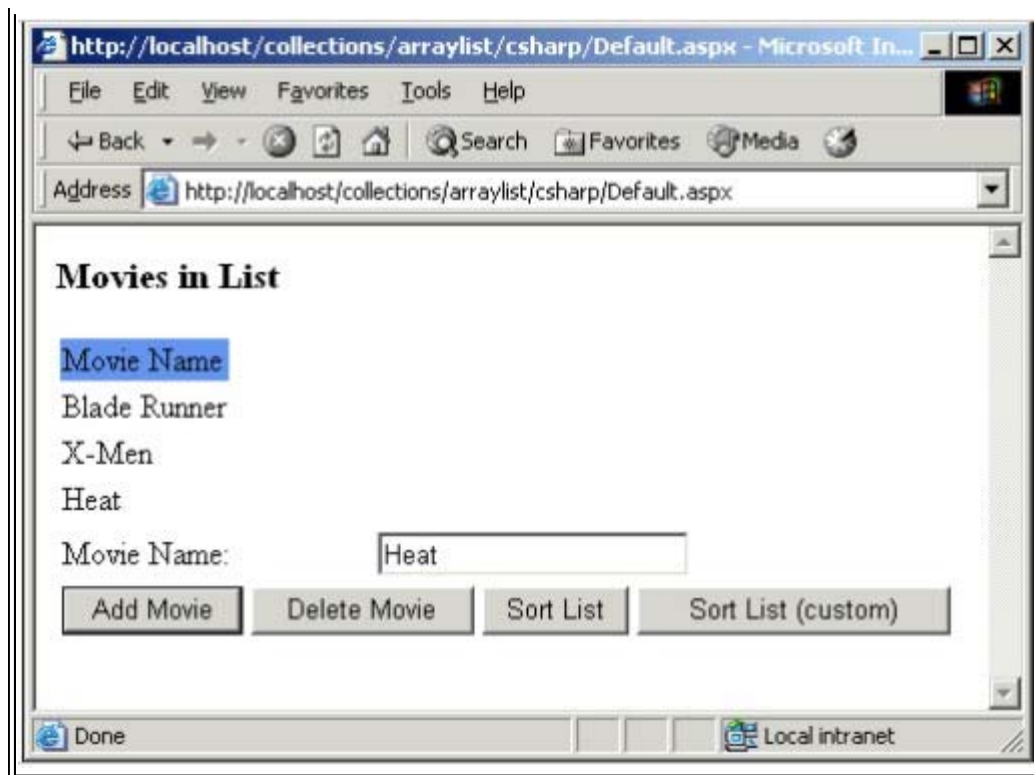 http://localhost/collections/arraylist/csharp/Default.aspx - Microsoft In...
File Edit View Favorites Tools Help
Back Search Favorites Media
Address http://localhost/collections/arraylist/csharp/Default.aspx
Movies in List
Movie Name
Blade Runner
X-Men
Heat
Movie Name: Heat
Add Movie Delete Movie Sort List Sort List (custom)
Done Local intranet